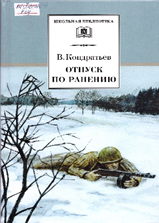 ШКОЛЬНАЯ БИБЛИОТЕКА
В.Кондратьев
ОТПУСК
ПО РАНЕНИЮ